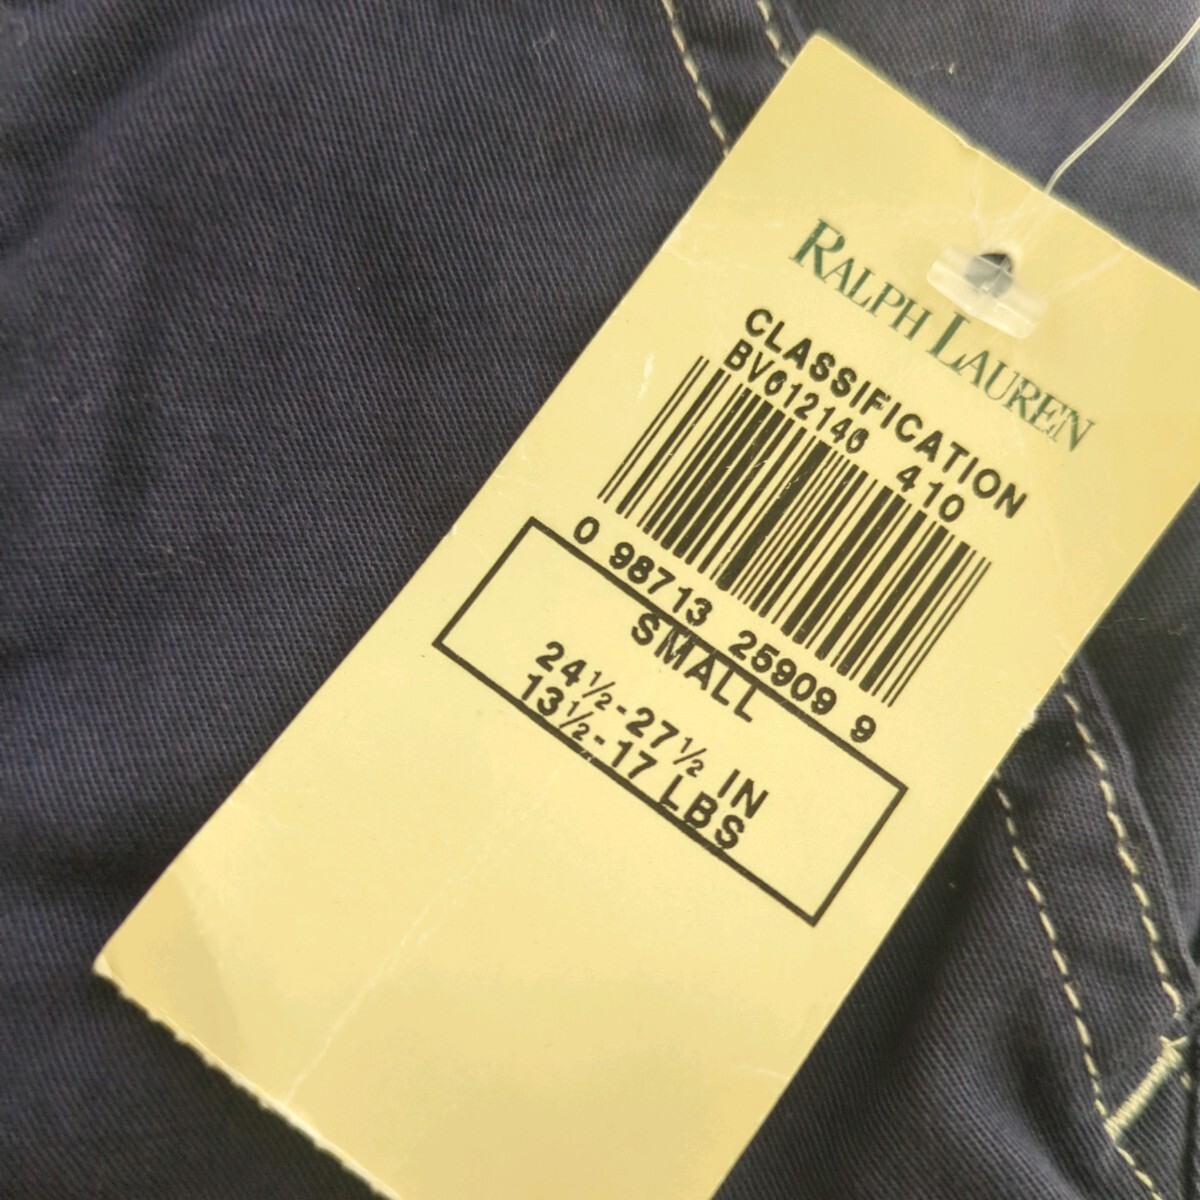 RALPH LAUREN
CLASSIFICATION
BV612146 410
0 98713 25909 9
SMALL
24½-27½ IN
13½-17 LBS